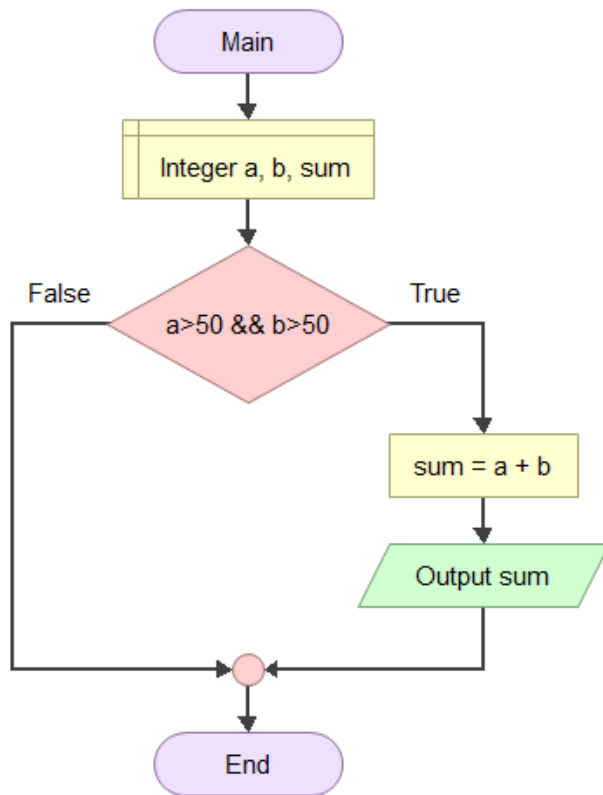 Main
Integer a, b, sum
False
True
a>50 && b>50
sum = a + b
Output sum
End